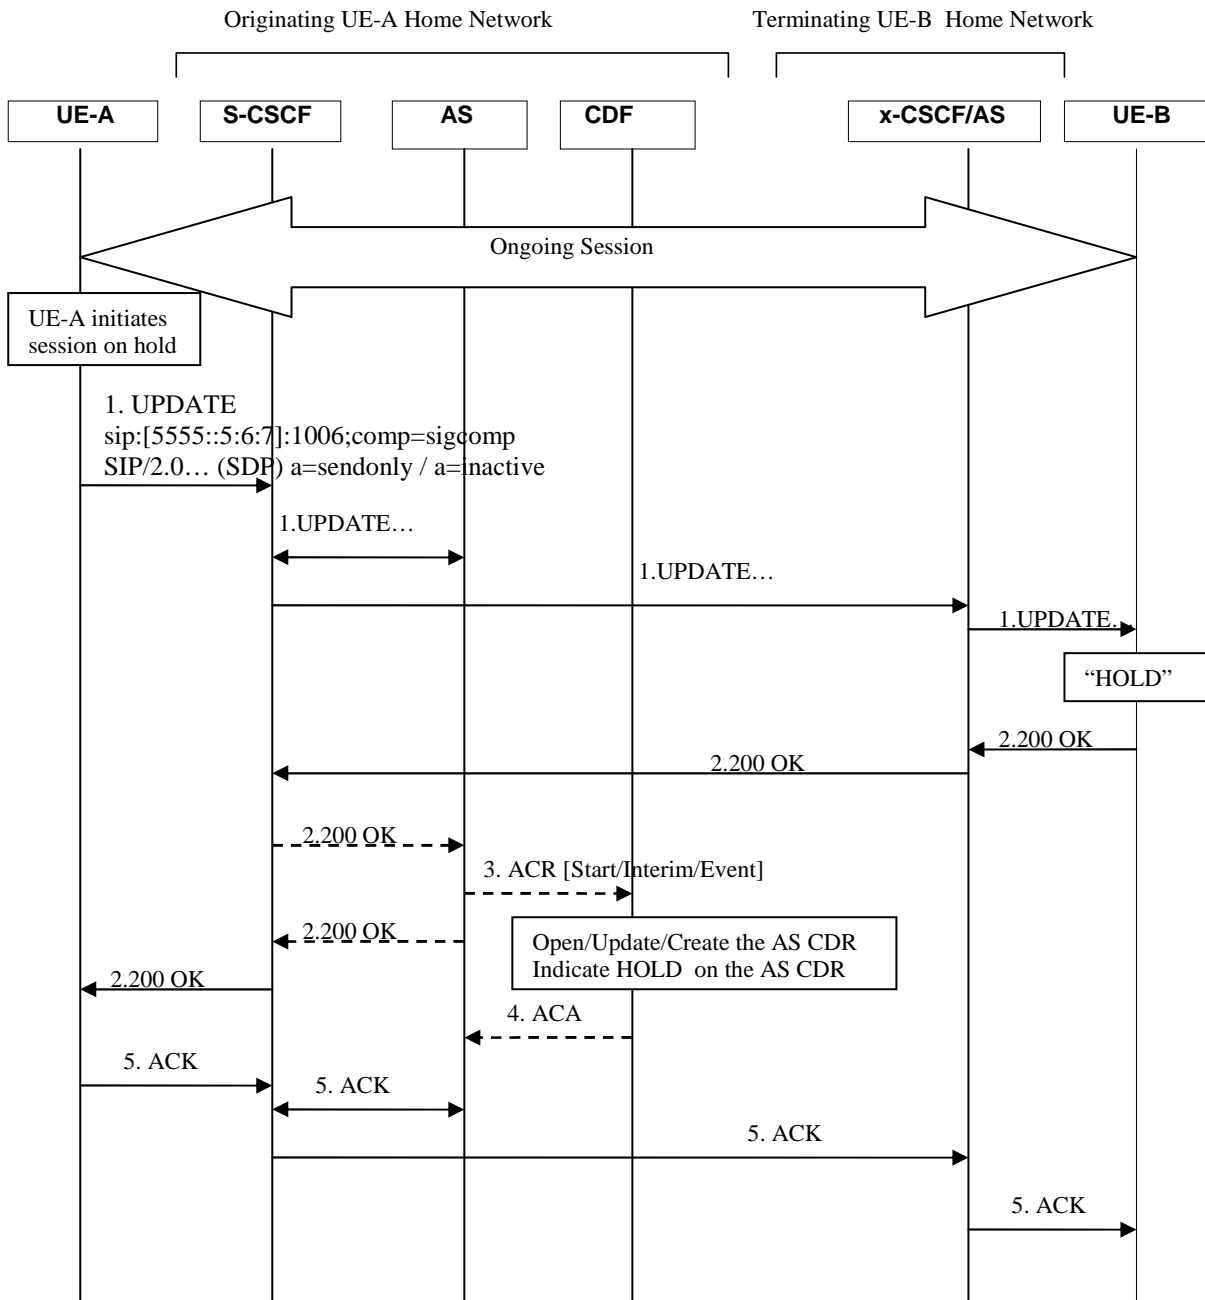 Originating UE-A Home Network
Terminating UE-B Home Network
UE-A
S-CSCF
AS
CDF
x-CSCF/AS
UE-B
Ongoing Session
UE-A initiates
session on hold
1. UPDATE
sip:[5555::5:6:7]:1006;comp=sigcomp
SIP/2.0… (SDP) a=sendonly / a=inactive
1.UPDATE…
1.UPDATE…
1.UPDATE…
“HOLD”
2.200 OK
2.200 OK
2.200 OK
3. ACR [Start/Interim/Event]
2.200 OK
Open/Update/Create the AS CDR
Indicate HOLD on the AS CDR
2.200 OK
4. ACA
5. ACK
5. ACK
5. ACK
5. ACK